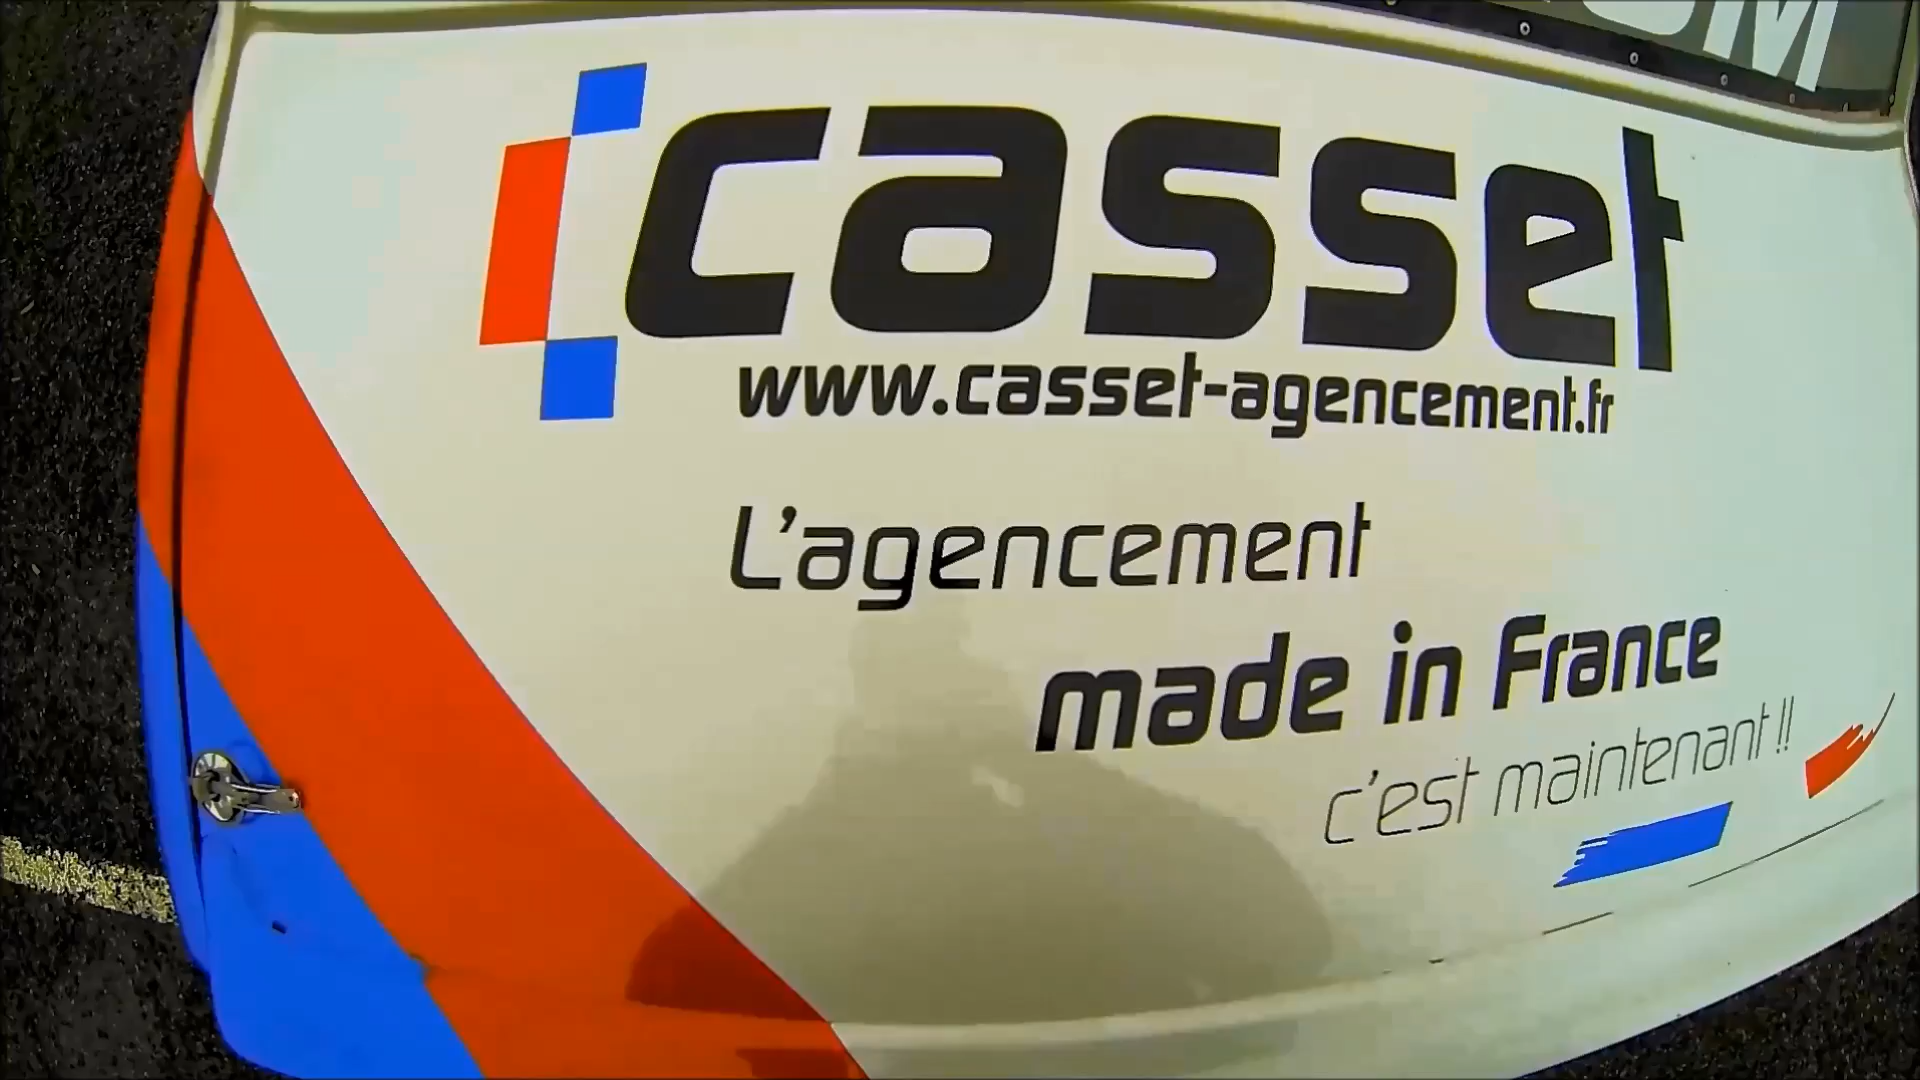 casset
www.casset-agencement.fr
L'agencement
made in France
c'est maintenant !!